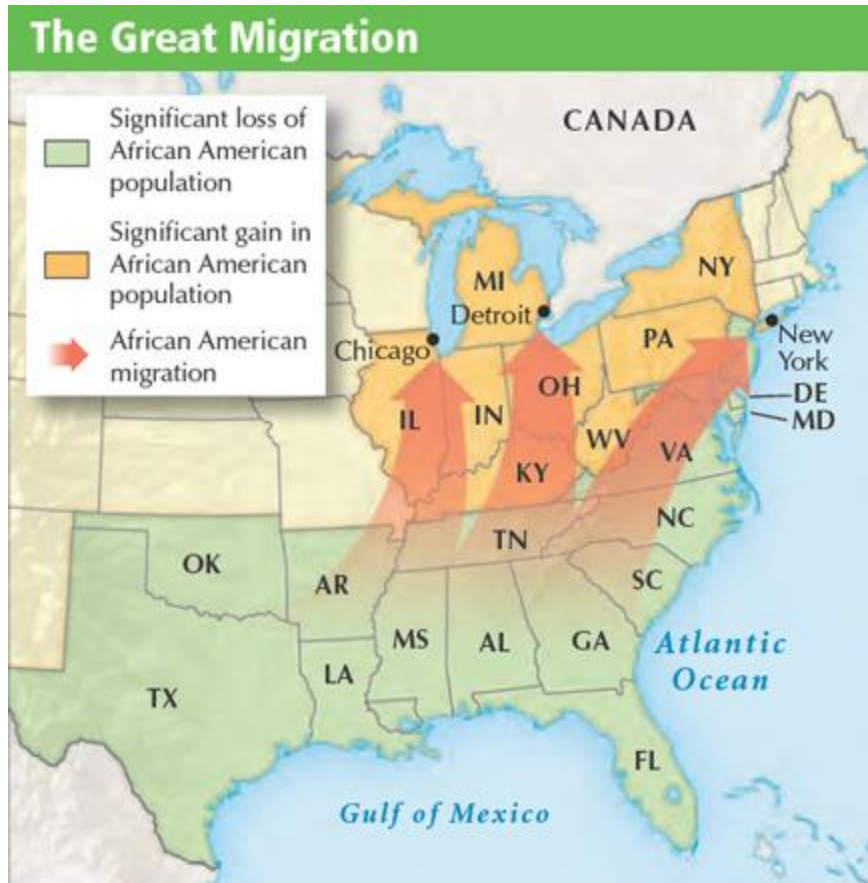 The Great Migration
Significant loss of
African American
population
Significant gain in
African American
population
African American
migration
CANADA
MI
NY
Detroit
PA
New
York
Chicago
OH
DE
IL
IN
MD
WV
VA
KY
NC
TN
OK
AR
SC
MS
AL
GA
Atlantic
Ocean
LA
TX
FL
Gulf of Mexico